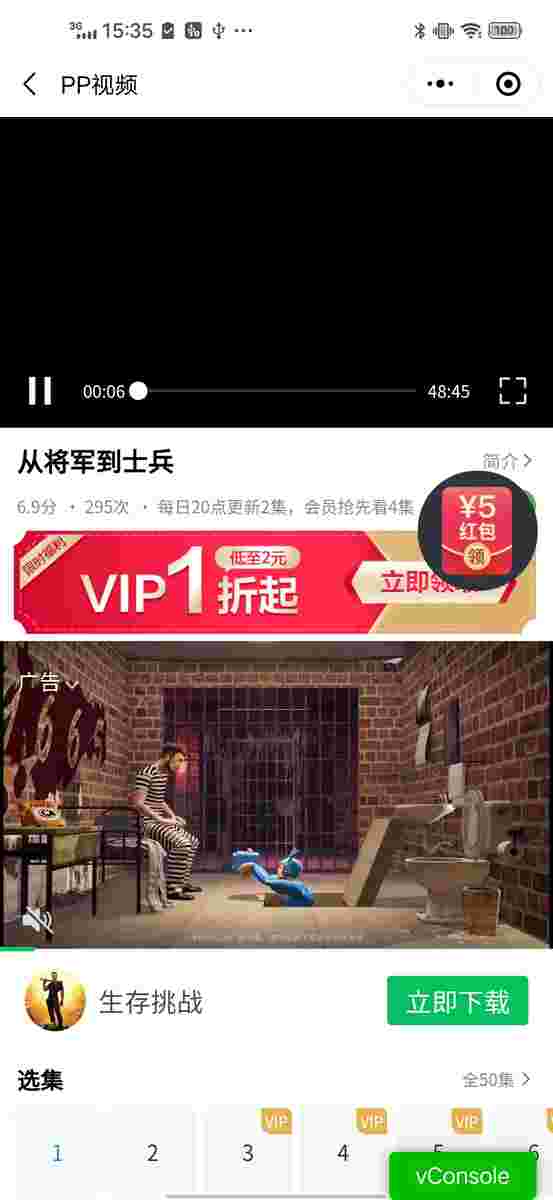 3G 15:35 100
PP视频
00:06 48:45
从将军到士兵 简介
6.9分 · 295次 · 每日20点更新2集，会员抢先看4集
¥5
红包
领
限时福利
VIP1折起
低至2元
立即领
广告
生存挑战
立即下载
选集 全50集
VIP VIP VIP
1 2 3 4 5 6
vConsole